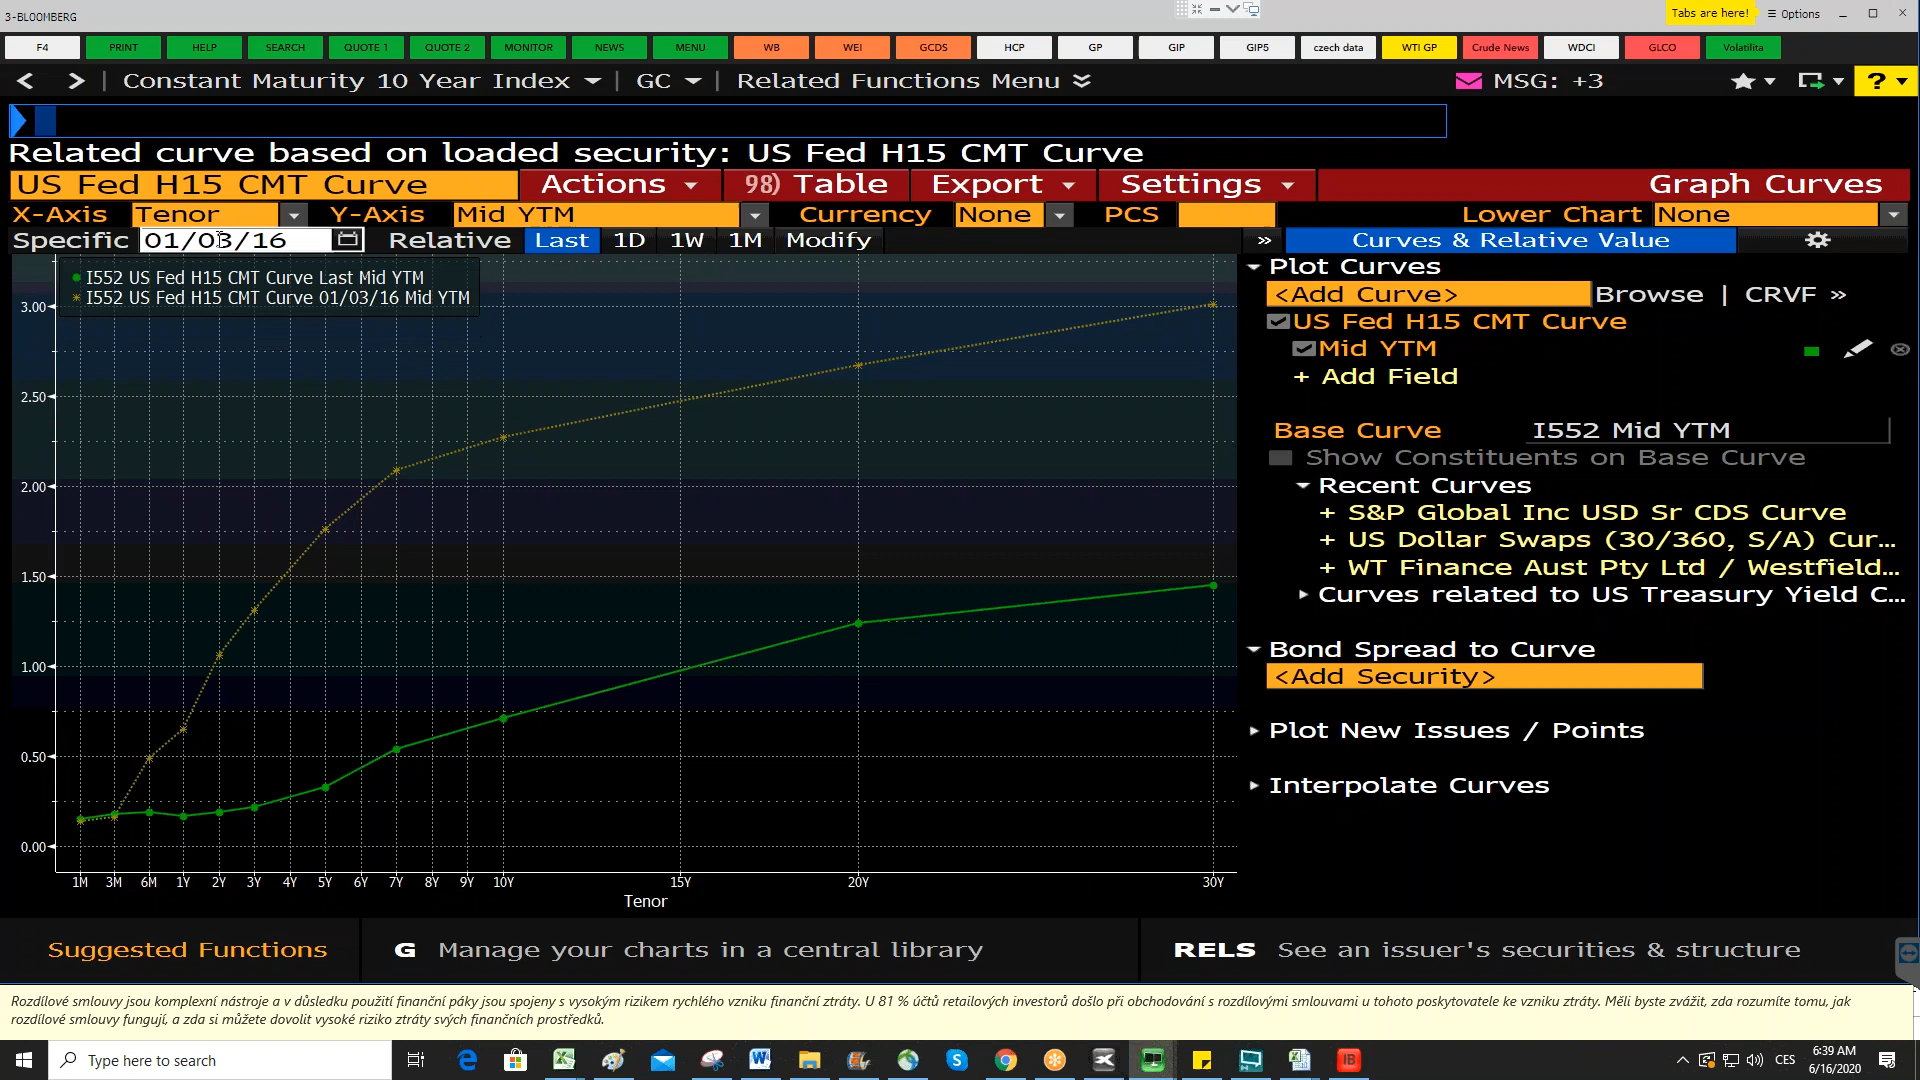 3-BLOOMBERG
Tabs are here!
Options
F4 PRINT HELP SEARCH QUOTE 1 QUOTE 2 MONITOR NEWS MENU WB WEI GCDS HCP GP GIP GIP5 czech data WTI GP Crude News WDCI GLCO Volatilita
Constant Maturity 10 Year Index | GC | Related Functions Menu
MSG: +3
?
Related curve based on loaded security: US Fed H15 CMT Curve
US Fed H15 CMT Curve Actions 98) Table Export Settings Graph Curves
X-Axis Tenor Y-Axis Mid YTM Currency None PCS Lower Chart None
Specific 01/03/16 Relative Last 1D 1W 1M Modify » Curves & Relative Value
I552 US Fed H15 CMT Curve Last Mid YTM
I552 US Fed H15 CMT Curve 01/03/16 Mid YTM
3.00
2.50
2.00
1.50
1.00
0.50
0.00
1M 3M 6M 1Y 2Y 3Y 4Y 5Y 6Y 7Y 8Y 9Y 10Y 15Y 20Y 30Y
Tenor
Plot Curves
<Add Curve> Browse | CRVF »
US Fed H15 CMT Curve
Mid YTM
+ Add Field
Base Curve I552 Mid YTM
Show Constituents on Base Curve
Recent Curves
+ S&P Global Inc USD Sr CDS Curve
+ US Dollar Swaps (30/360, S/A) Cur...
+ WT Finance Aust Pty Ltd / Westfield...
Curves related to US Treasury Yield C...
Bond Spread to Curve
<Add Security>
Plot New Issues / Points
Interpolate Curves
Suggested Functions G Manage your charts in a central library RELS See an issuer's securities & structure
Rozdílové smlouvy jsou komplexní nástroje a v důsledku použití finanční páky jsou spojeny s vysokým rizikem rychlého vzniku finanční ztráty. U 81 % účtů retailových investorů došlo při obchodování s rozdílovými smlouvami u tohoto poskytovatele ke vzniku ztráty. Měli byste zvážit, zda rozumíte tomu, jak
rozdílové smlouvy fungují, a zda si můžete dovolit vysoké riziko ztráty svých finančních prostředků.
Type here to search
IB
CES
6:39 AM
6/16/2020